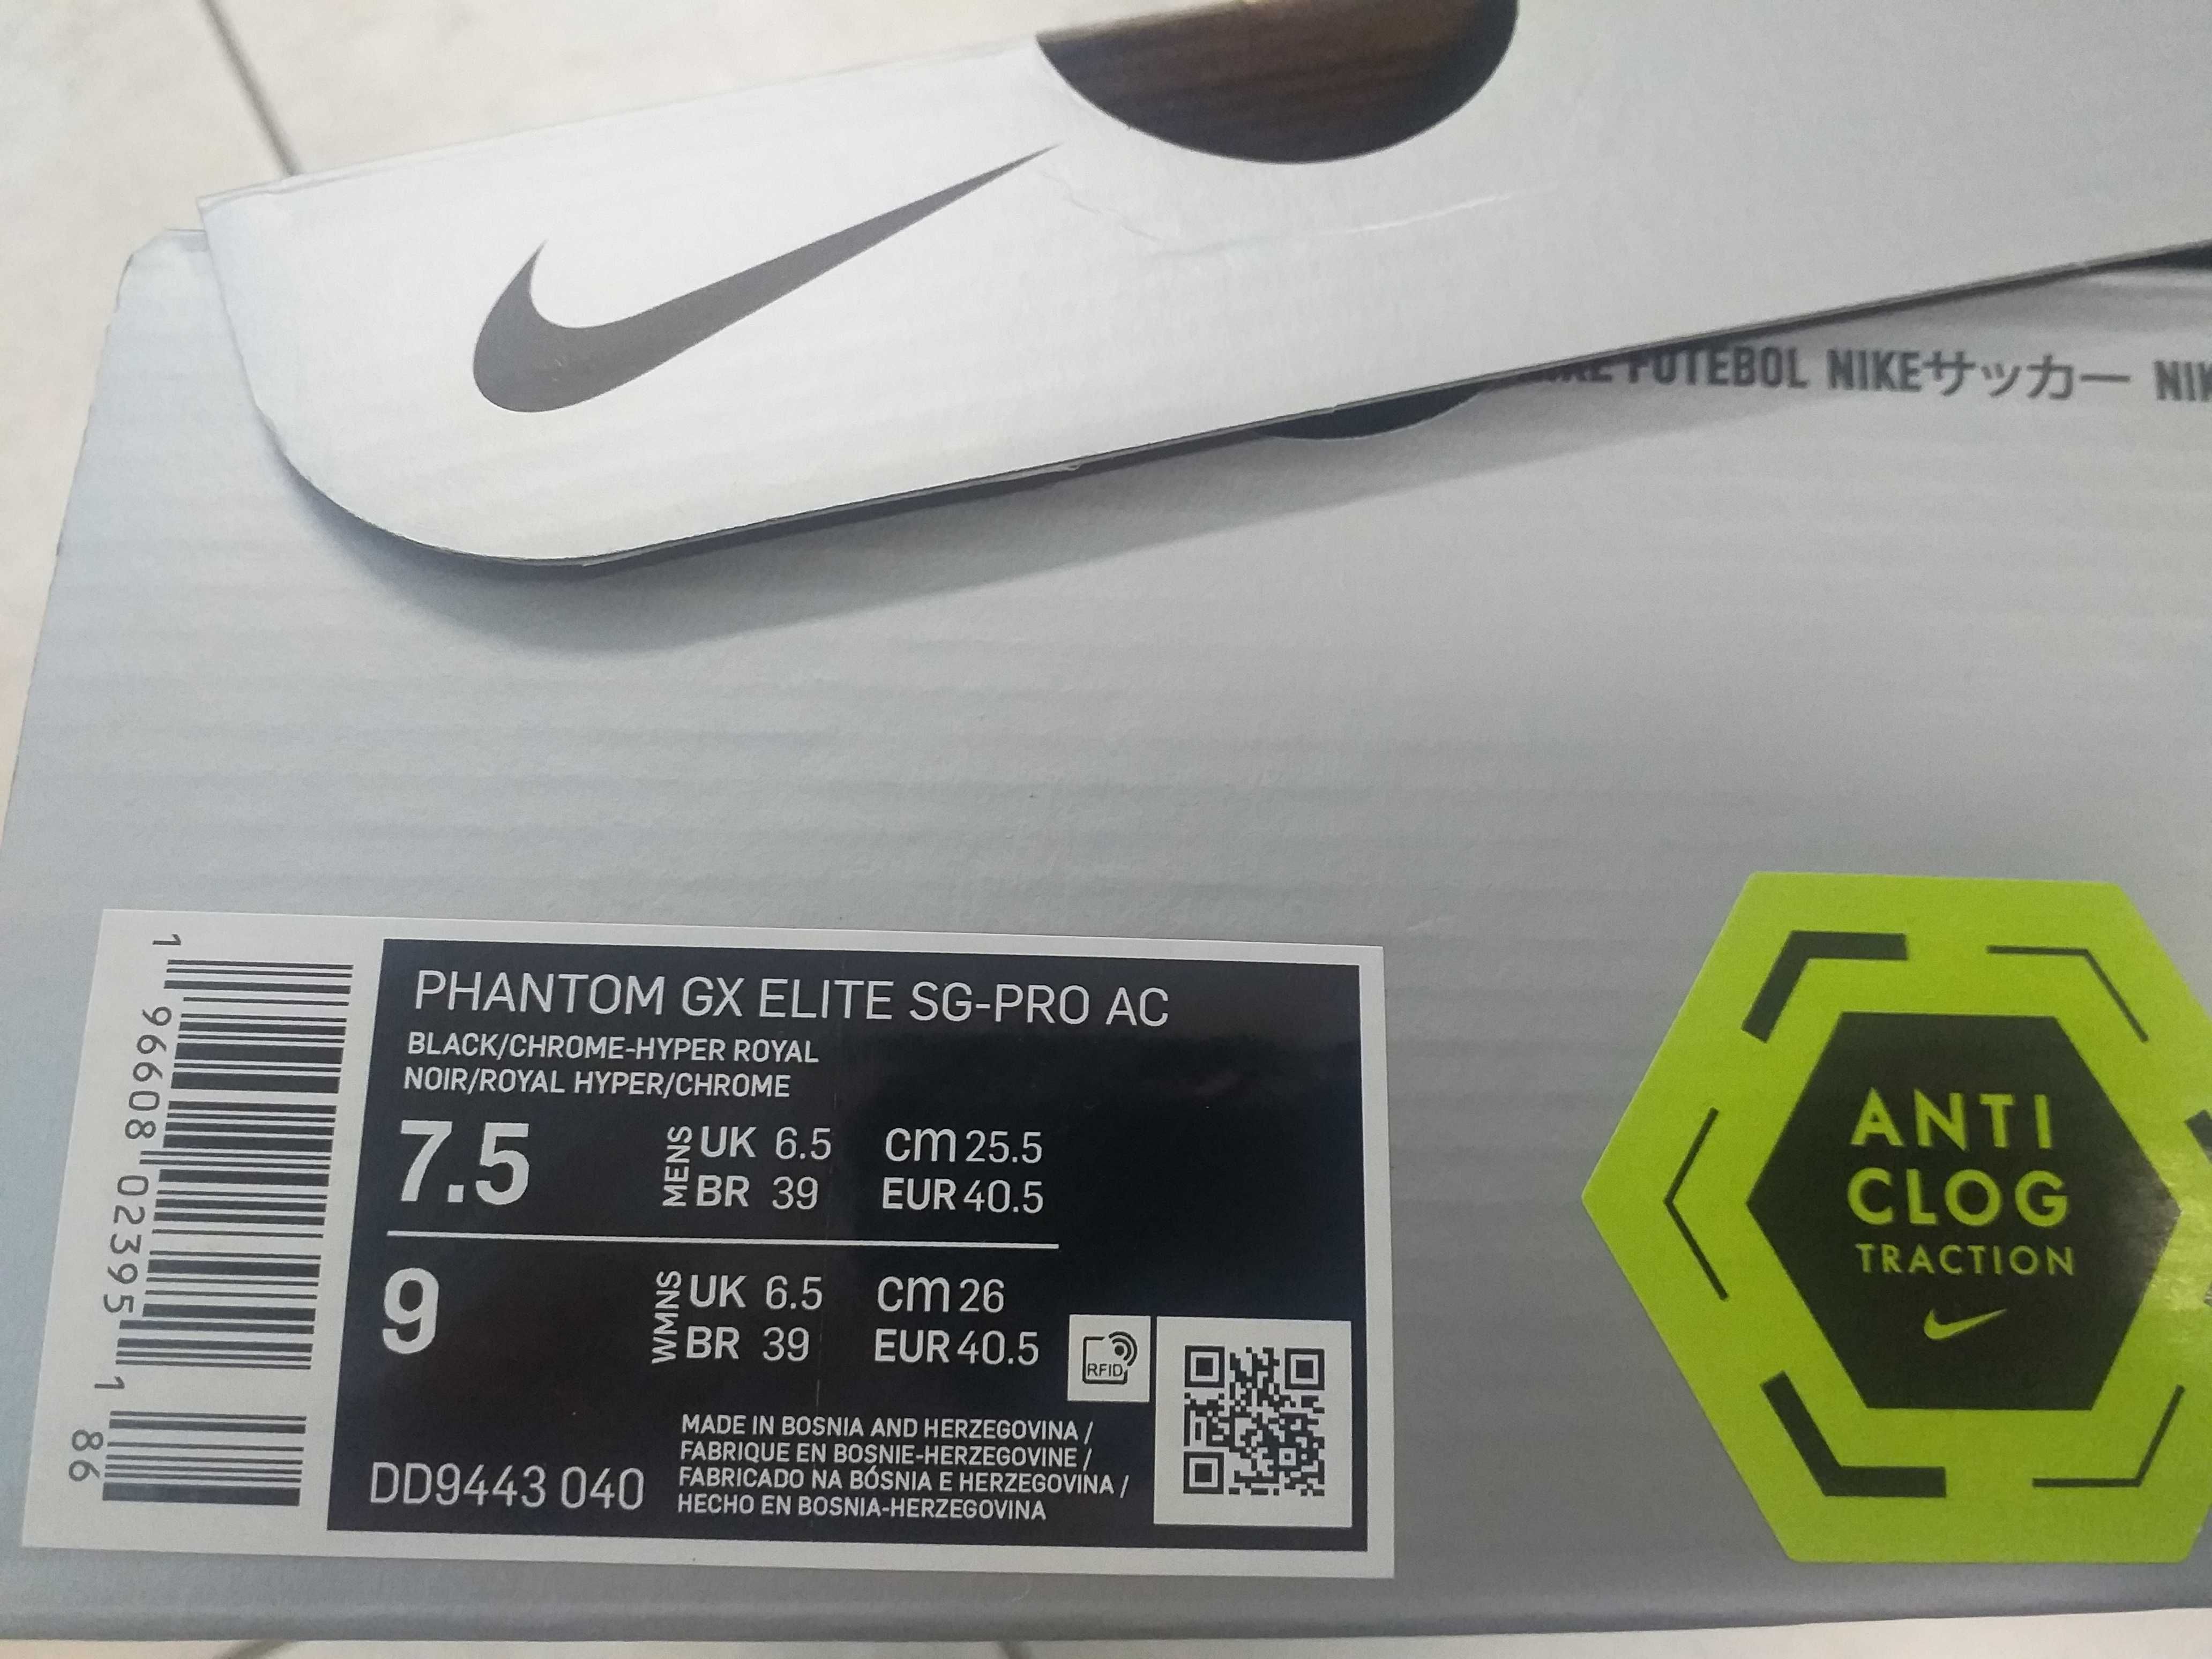 FUTEBOL NIKEサッカー
PHANTOM GX ELITE SG-PRO AC
BLACK/CHROME-HYPER ROYAL
NOIR/ROYAL HYPER/CHROME
7.5 MENS UK 6.5 cm 25.5
BR 39 EUR 40.5
9 WMNS UK 6.5 cm 26
BR 39 EUR 40.5
RFID
MADE IN BOSNIA AND HERZEGOVINA /
FABRIQUE EN BOSNIE-HERZEGOVINE /
FABRICADO NA BÓSNIA E HERZEGOVINA /
HECHO EN BOSNIA-HERZEGOVINA
DD9443 040
1 96608 02395 1 86
ANTI
CLOG
TRACTION